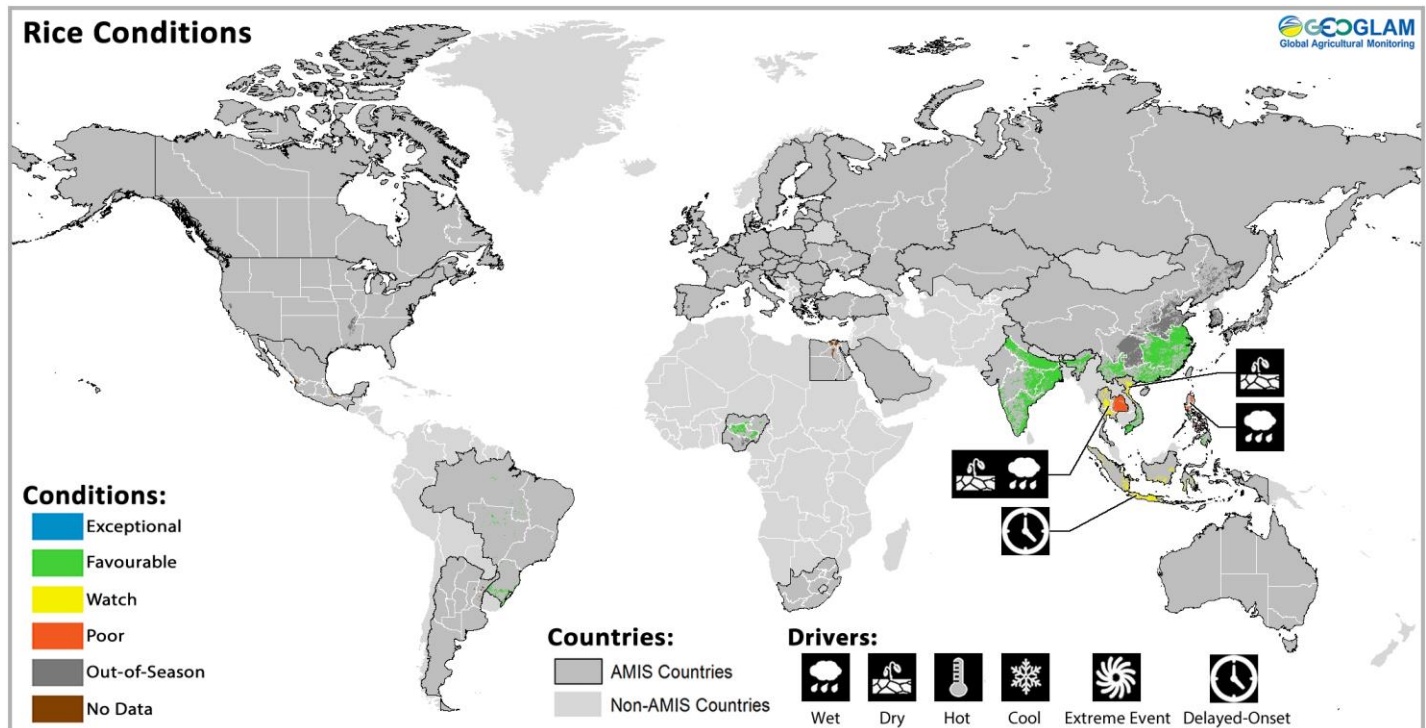 Rice Conditions
GEOGLAM
Global Agricultural Monitoring
Conditions:
Exceptional
Favourable
Watch
Poor
Out-of-Season
No Data
Countries:
AMIS Countries
Non-AMIS Countries
Drivers:
Wet
Dry
Hot
Cool
Extreme Event
Delayed-Onset